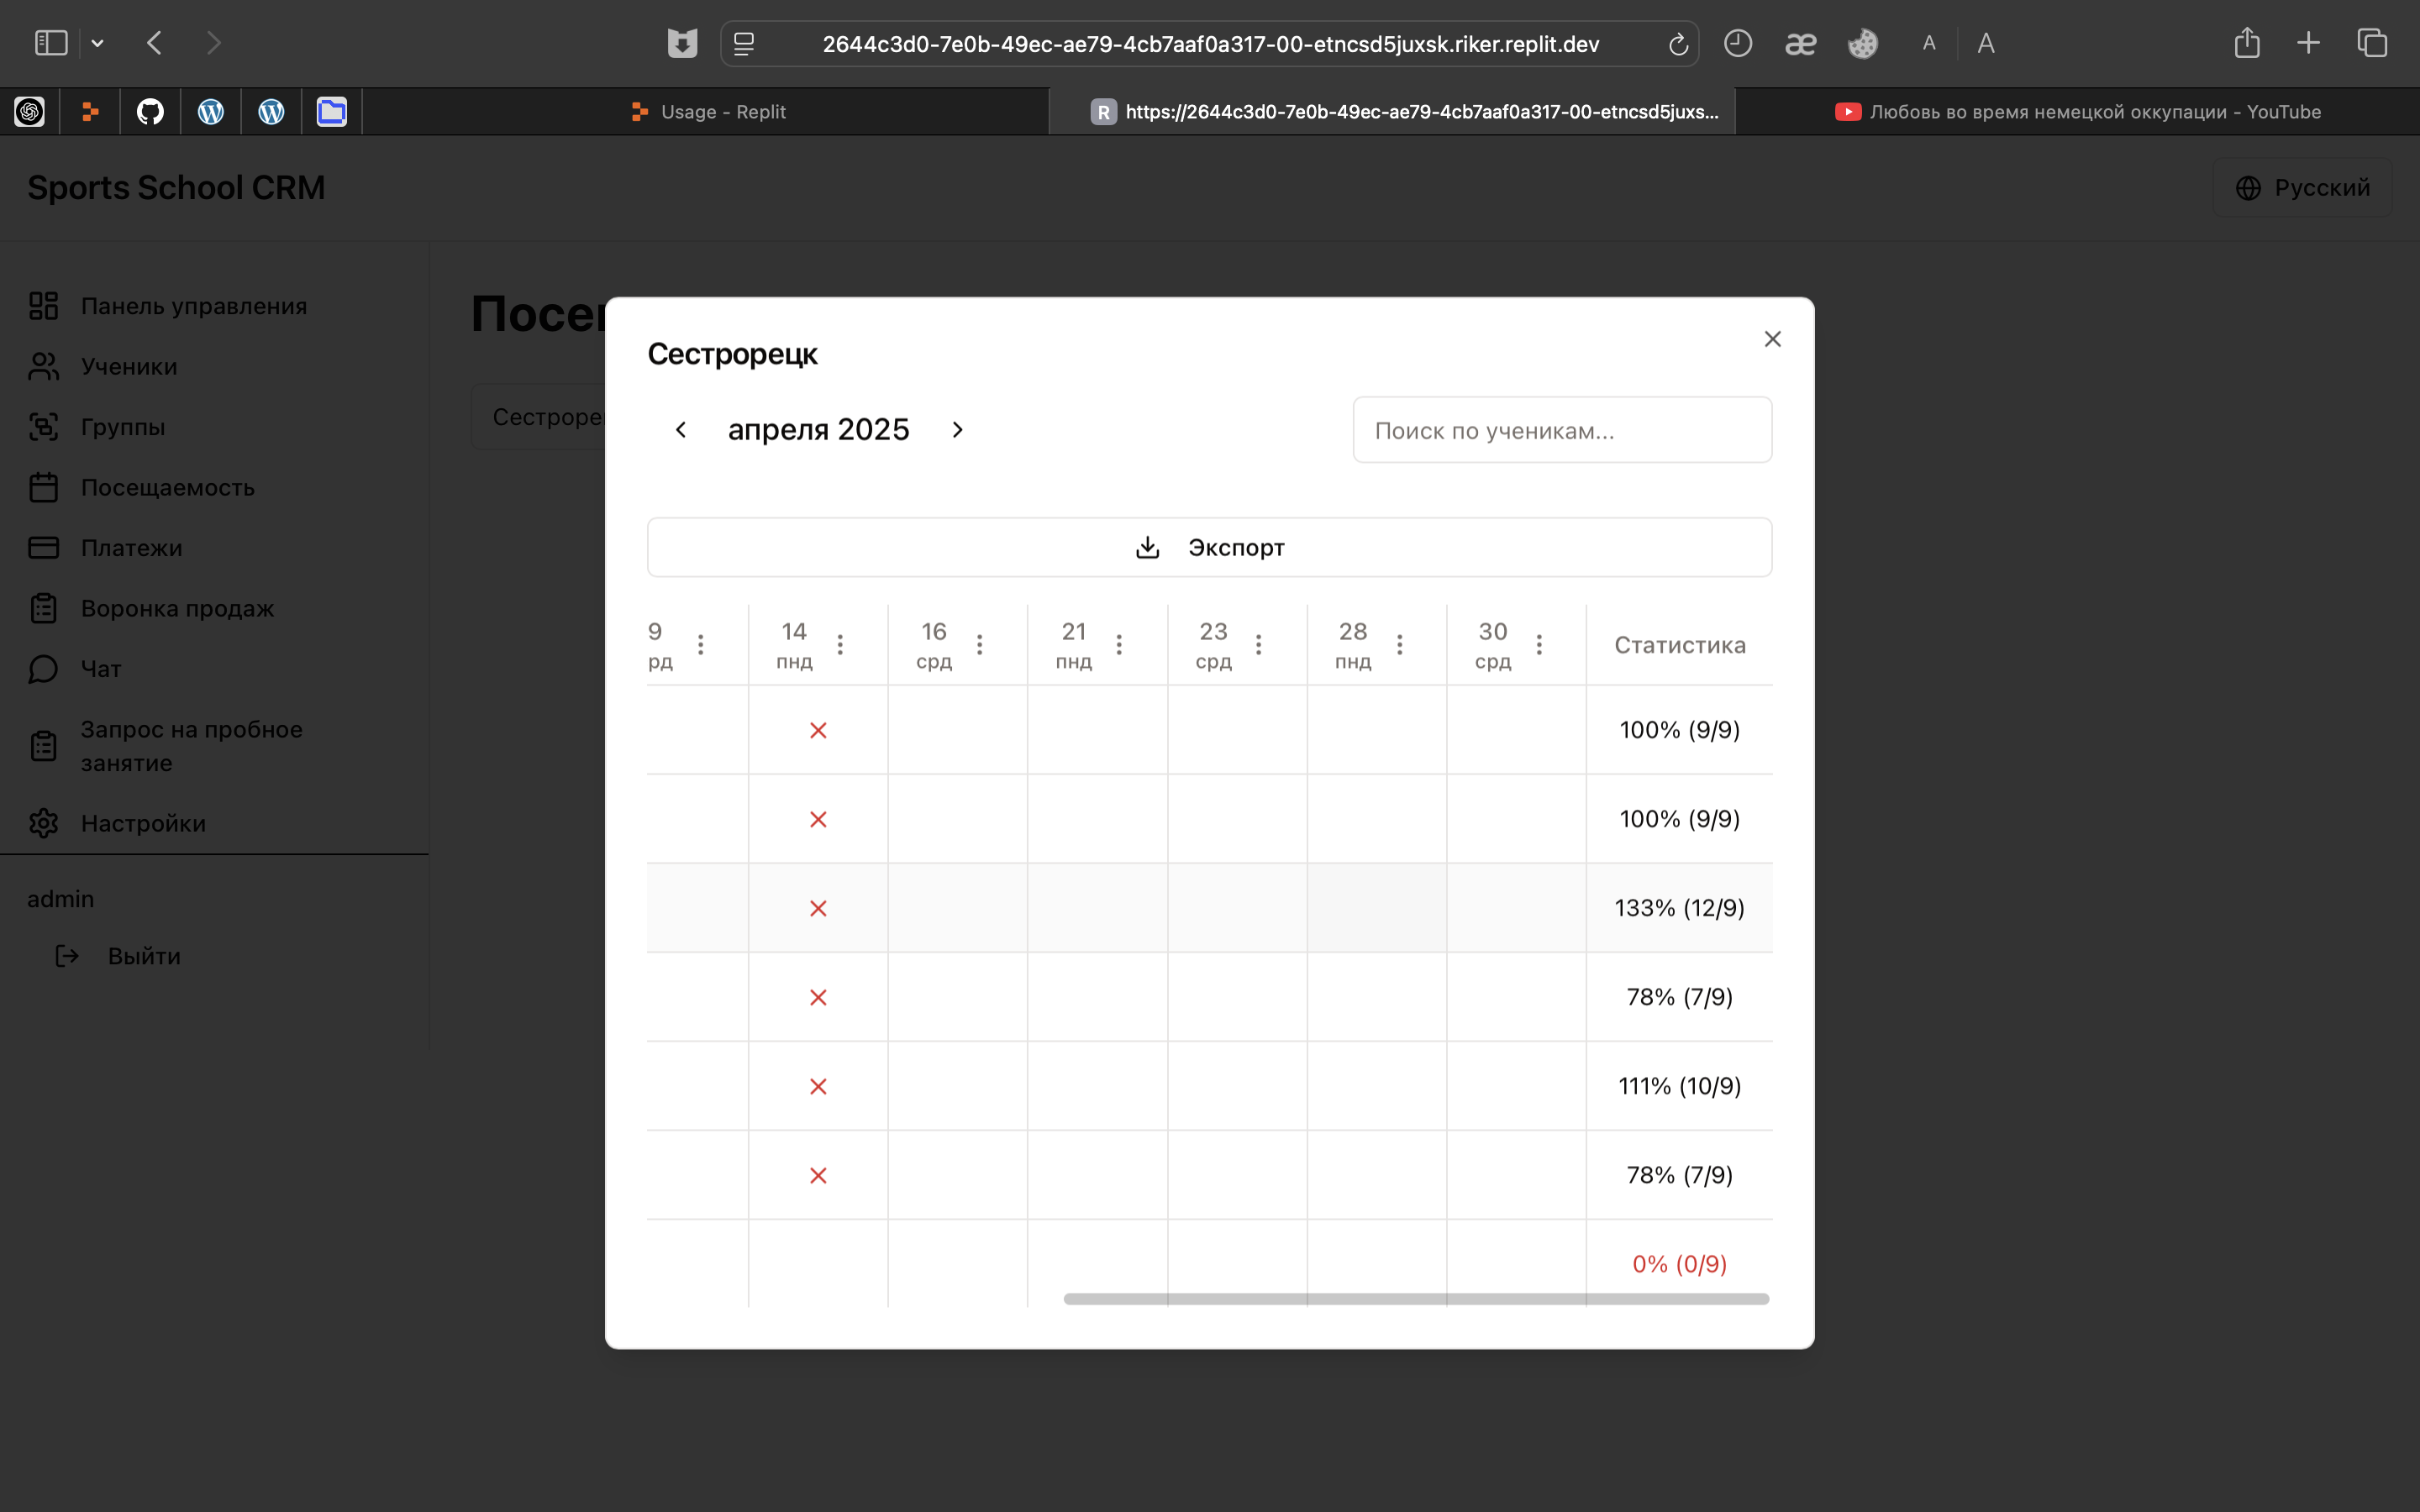 2644c3d0-7e0b-49ec-ae79-4cb7aaf0a317-00-etncsd5juxsk.riker.replit.dev
æ
A
A
Usage - Replit
R
https://2644c3d0-7e0b-49ec-ae79-4cb7aaf0a317-00-etncsd5juxs...
Любовь во время немецкой оккупации - YouTube
Sports School CRM
Русский
Панель управления
Ученики
Группы
Посещаемость
Платежи
Воронка продаж
Чат
Запрос на пробное
занятие
Настройки
admin
Выйти
Сестрорецк
апреля 2025
Поиск по ученикам...
Экспорт
9 14 16 21 23 28 30 Статистика
рд пнд срд пнд срд пнд срд
100% (9/9)
100% (9/9)
133% (12/9)
78% (7/9)
111% (10/9)
78% (7/9)
0% (0/9)